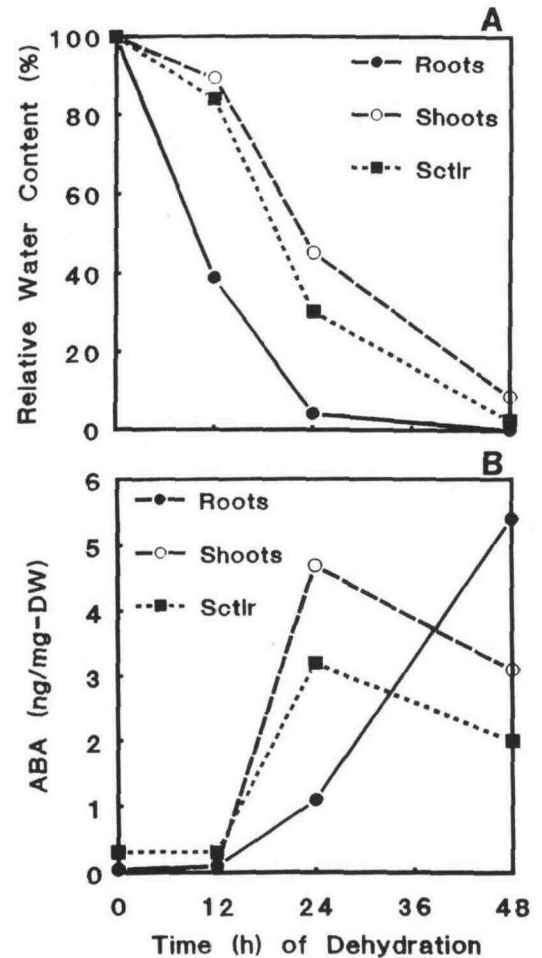 A
Relative Water Content (%)
100
80
60
40
20
0
Roots
Shoots
Sctlr
B
ABA (ng/mg-DW)
6
5
4
3
2
1
0
Roots
Shoots
Sctlr
0 12 24 36 48
Time (h) of Dehydration